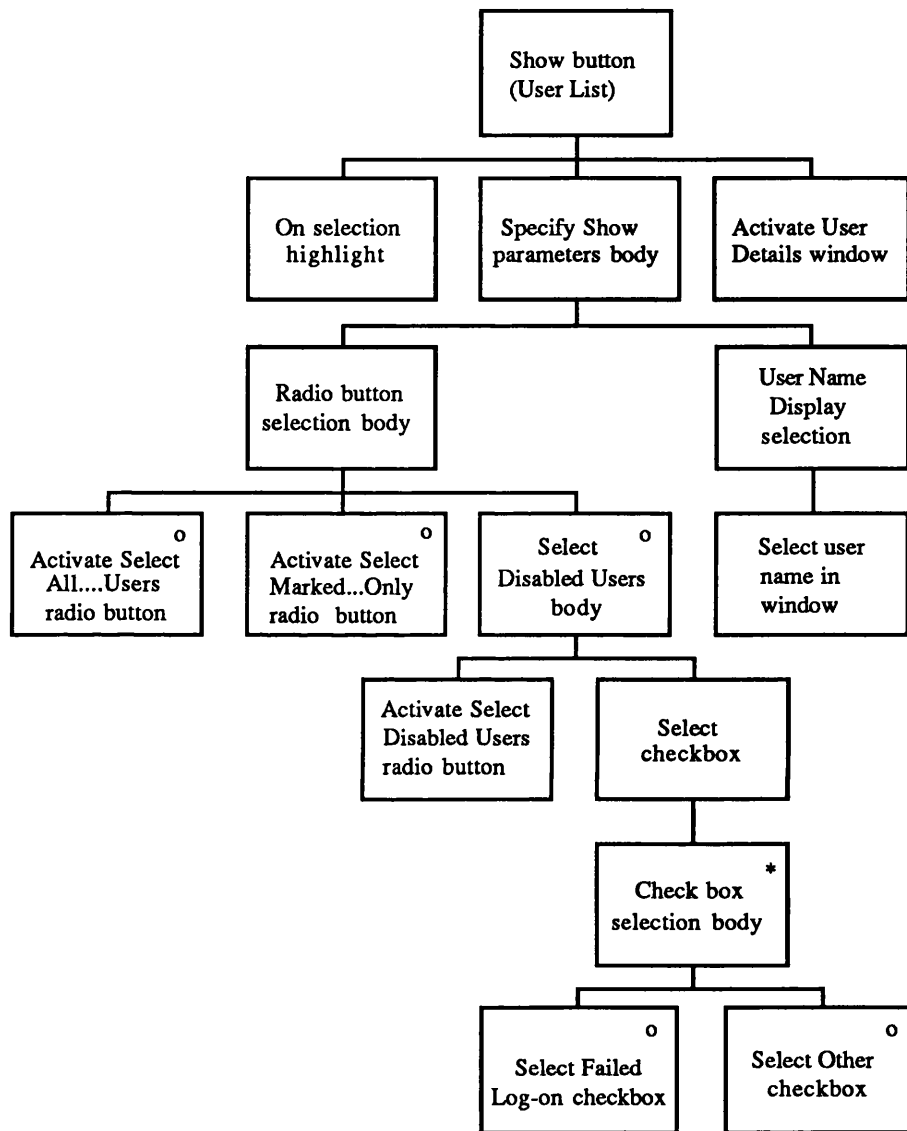 Show button
(User List)
On selection
highlight
Specify Show
parameters body
Activate User
Details window
Radio button
selection body
User Name
Display
selection
o
Activate Select
All....Users
radio button
o
Activate Select
Marked...Only
radio button
o
Select
Disabled Users
body
Select user
name in
window
Activate Select
Disabled Users
radio button
Select
checkbox
*
Check box
selection body
o
Select Failed
Log-on checkbox
o
Select Other
checkbox